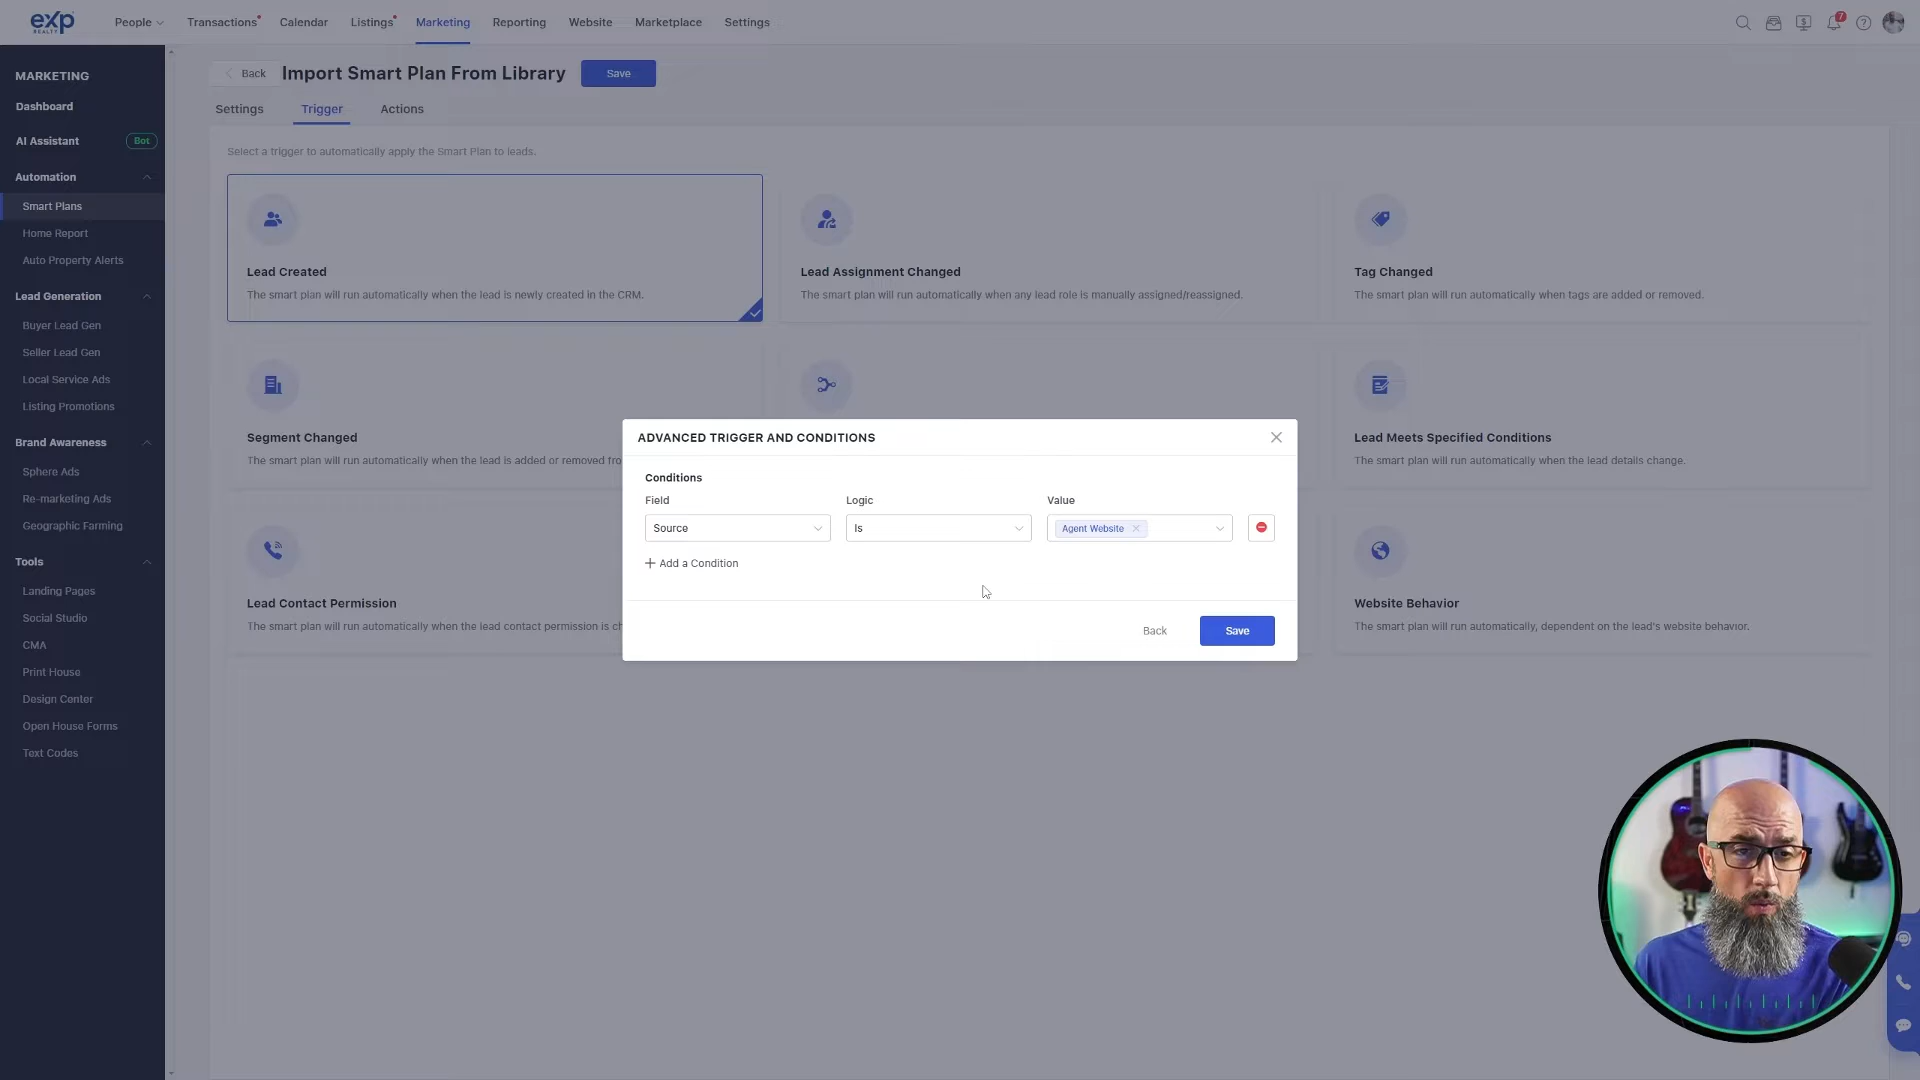 exp
REALTY
People
Transactions
Calendar
Listings
Marketing
Reporting
Website
Marketplace
Settings
7
MARKETING
Dashboard
AI Assistant
Bot
Automation
Smart Plans
Home Report
Auto Property Alerts
Lead Generation
Buyer Lead Gen
Seller Lead Gen
Local Service Ads
Listing Promotions
Brand Awareness
Sphere Ads
Re-marketing Ads
Geographic Farming
Tools
Landing Pages
Social Studio
CMA
Print House
Design Center
Open House Forms
Text Codes
Back
Import Smart Plan From Library
Save
Settings
Trigger
Actions
Select a trigger to automatically apply the Smart Plan to leads.
Lead Created
The smart plan will run automatically when the lead is newly created in the CRM.
Lead Assignment Changed
The smart plan will run automatically when any lead role is manually assigned/reassigned.
Tag Changed
The smart plan will run automatically when tags are added or removed.
Segment Changed
The smart plan will run automatically when the lead is added or removed fro
Lead Meets Specified Conditions
The smart plan will run automatically when the lead details change.
Lead Contact Permission
The smart plan will run automatically when the lead contact permission is ch
Website Behavior
The smart plan will run automatically, dependent on the lead's website behavior.
ADVANCED TRIGGER AND CONDITIONS
Conditions
Field
Logic
Value
Source
Is
Agent Website
Add a Condition
Back
Save